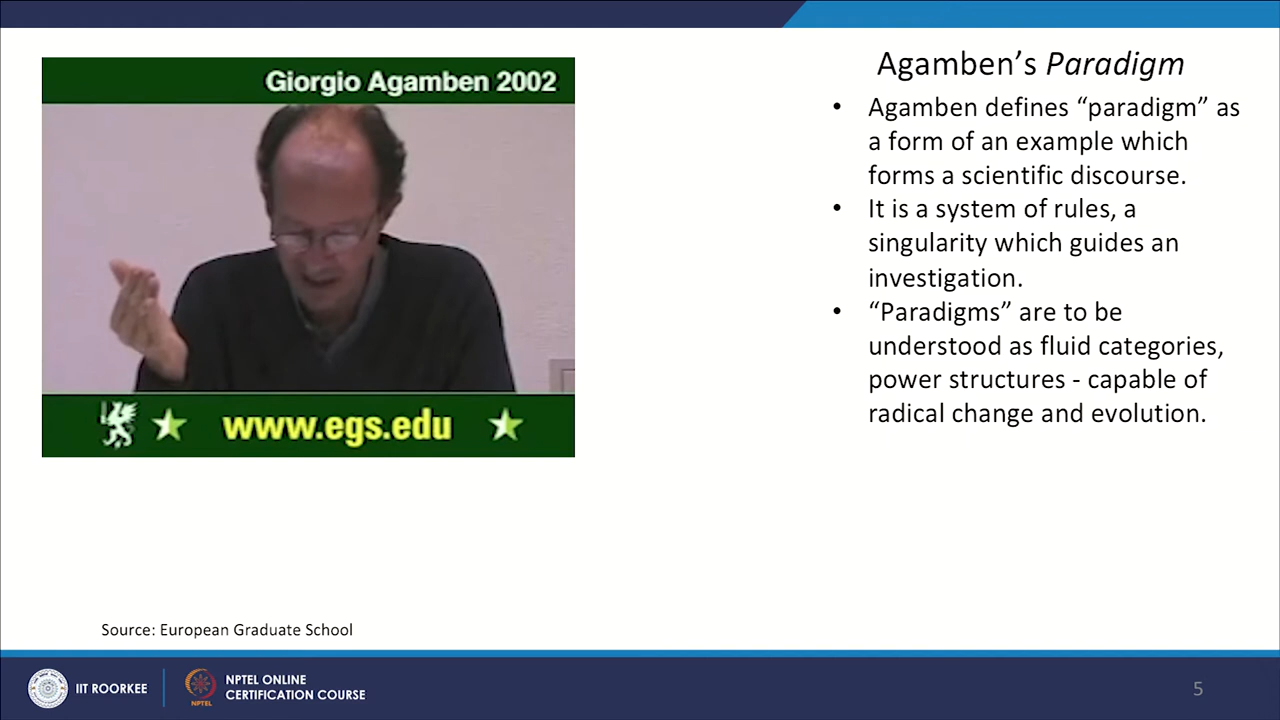 Giorgio Agamben 2002
www.egs.edu
Source: European Graduate School
Agamben’s Paradigm
• Agamben defines “paradigm” as
a form of an example which
forms a scientific discourse.
• It is a system of rules, a
singularity which guides an
investigation.
• “Paradigms” are to be
understood as fluid categories,
power structures - capable of
radical change and evolution.
IIT ROORKEE
NPTEL
NPTEL ONLINE
CERTIFICATION COURSE
5